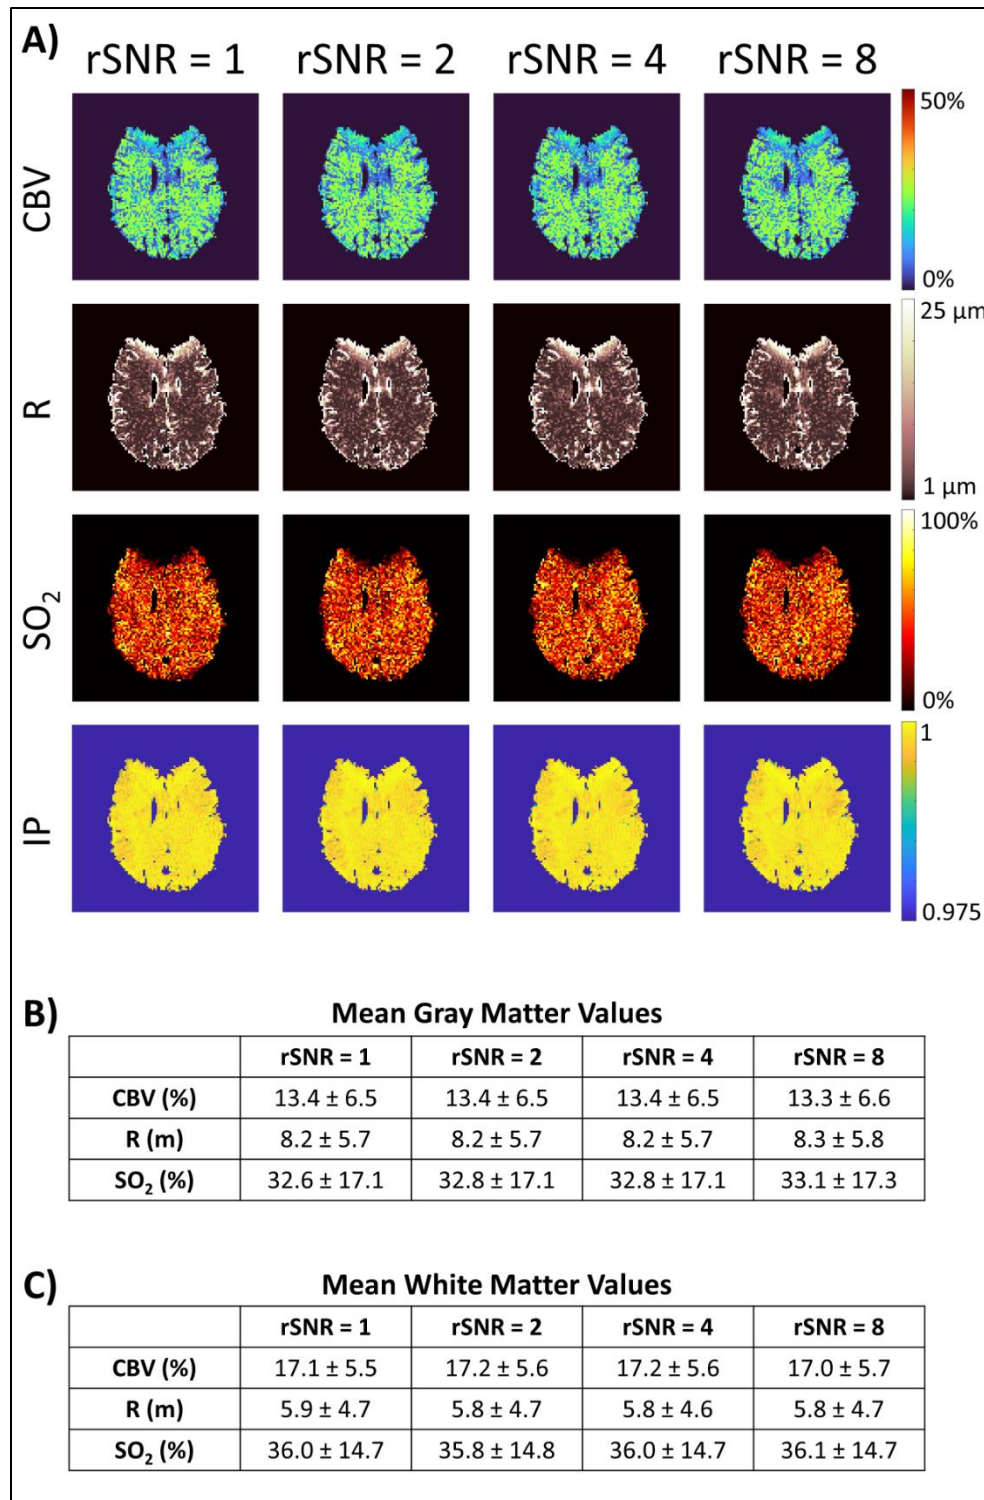 A)
rSNR = 1 rSNR = 2 rSNR = 4 rSNR = 8
CBV
50%
0%
R
25 µm
1 µm
SO₂
100%
0%
IP
1
0.975
B) Mean Gray Matter Values
rSNR = 1 rSNR = 2 rSNR = 4 rSNR = 8
CBV (%) 13.4 ± 6.5 13.4 ± 6.5 13.4 ± 6.5 13.3 ± 6.6
R (m) 8.2 ± 5.7 8.2 ± 5.7 8.2 ± 5.7 8.3 ± 5.8
SO₂ (%) 32.6 ± 17.1 32.8 ± 17.1 32.8 ± 17.1 33.1 ± 17.3
C) Mean White Matter Values
rSNR = 1 rSNR = 2 rSNR = 4 rSNR = 8
CBV (%) 17.1 ± 5.5 17.2 ± 5.6 17.2 ± 5.6 17.0 ± 5.7
R (m) 5.9 ± 4.7 5.8 ± 4.7 5.8 ± 4.6 5.8 ± 4.7
SO₂ (%) 36.0 ± 14.7 35.8 ± 14.8 36.0 ± 14.7 36.1 ± 14.7